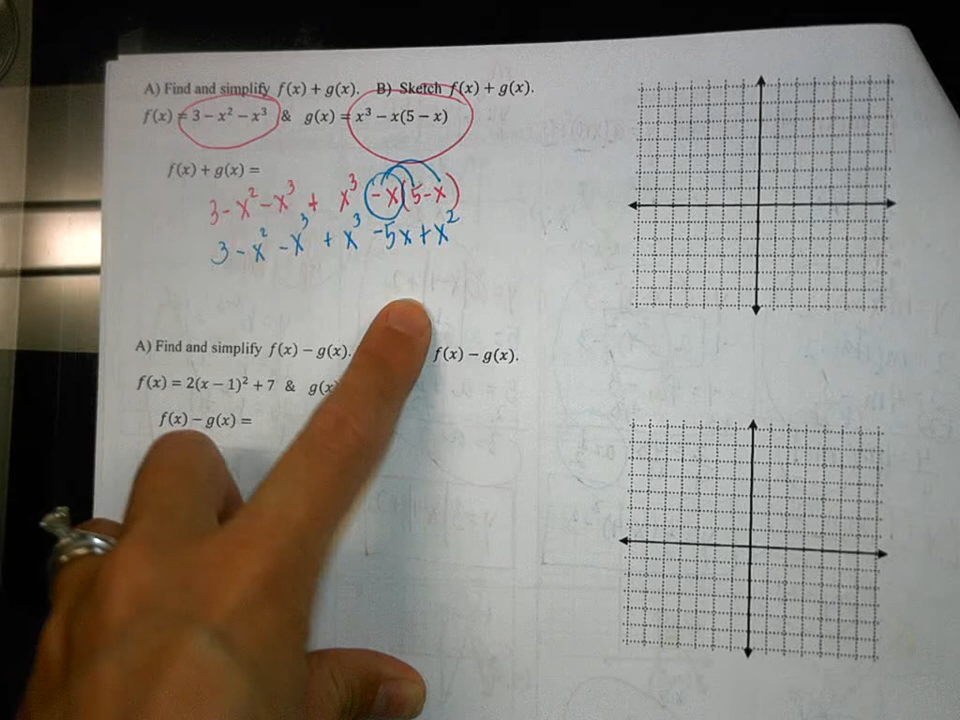 A) Find and simplify f(x) + g(x). B) Sketch f(x) + g(x).
f(x) = 3 – x² – x³ & g(x) = x³ – x(5 – x)
f(x) + g(x) =
3 - x² - x³ + x³ - x(5 - x)
3 - x² - x³ + x³ - 5x + x²
A) Find and simplify f(x) – g(x). f(x) – g(x).
f(x) = 2(x – 1)² + 7 & g(x
f(x) – g(x) =